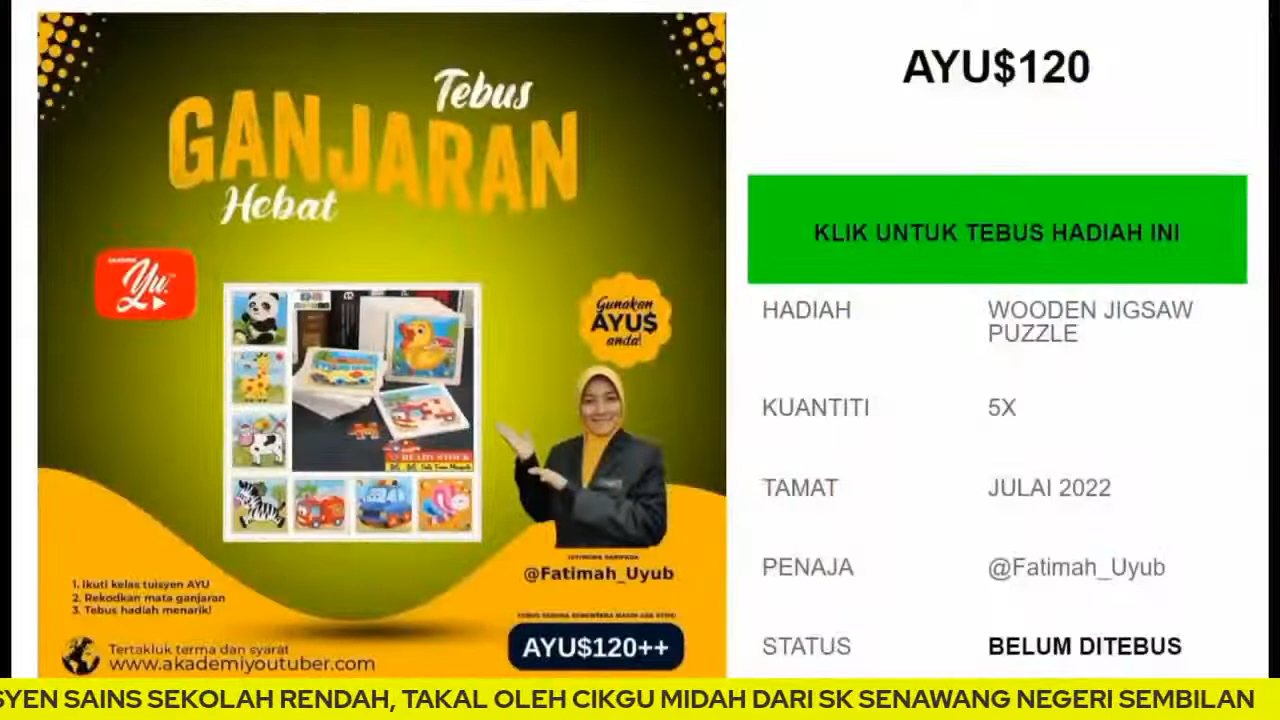 Tebus
GANJARAN
Hebat
Yu
Gunakan
AYU$
anda!
READY STOCK
@Fatimah_Uyub
1. Ikuti kelas tuisyen AYU
2. Rekodkan mata ganjaran
3. Tebus hadiah menarik!
AYU$120++
Tertakluk terma dan syarat
www.akademiyoutuber.com
AYU$120
KLIK UNTUK TEBUS HADIAH INI
HADIAH
WOODEN JIGSAW
PUZZLE
KUANTITI
5X
TAMAT
JULAI 2022
PENAJA
@Fatimah_Uyub
STATUS
BELUM DITEBUS
SYEN SAINS SEKOLAH RENDAH, TAKAL OLEH CIKGU MIDAH DARI SK SENAWANG NEGERI SEMBILAN